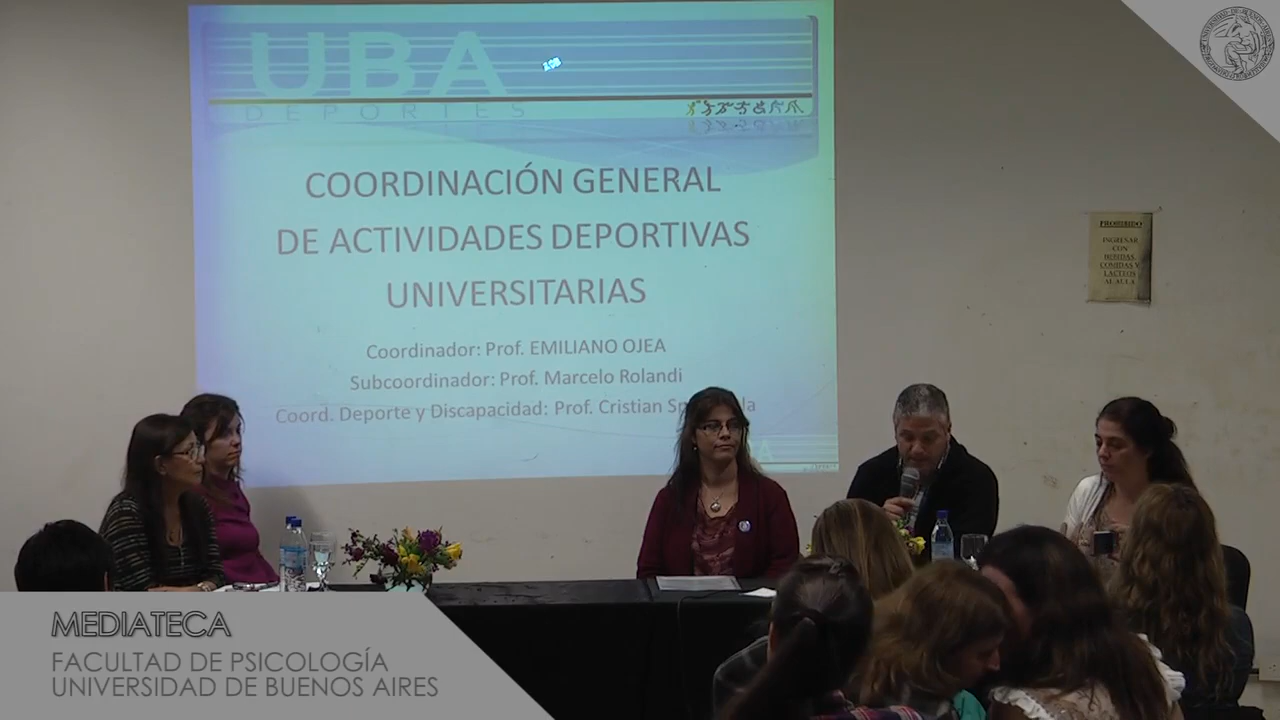 UBA
DEPORTES
COORDINACIÓN GENERAL
DE ACTIVIDADES DEPORTIVAS
UNIVERSITARIAS
Coordinador: Prof. EMILIANO OJEA
Subcoordinador: Prof. Marcelo Rolandi
Coord. Deporte y Discapacidad: Prof. Cristian
PROHIBIDO
INGRESAR
CON
BEBIDAS,
COMIDAS Y
LACTEOS
AL AULA
MEDIATECA
FACULTAD DE PSICOLOGÍA
UNIVERSIDAD DE BUENOS AIRES